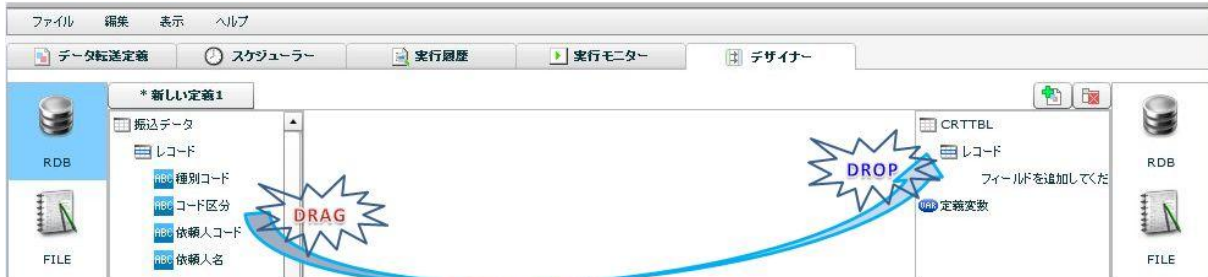 ファイル 編集 表示 ヘルプ
データ転送定義 スケジューラー 実行履歴 実行モニター デザイナー
* 新しい定義1
RDB
FILE
振込データ
レコード
ABC 種別コード
ABC コード区分
ABC 依頼人コード
ABC 依頼人名
DRAG
DROP
CRTTBL
レコード
フィールドを追加してくだ
VAR 定義変数
RDB
FILE